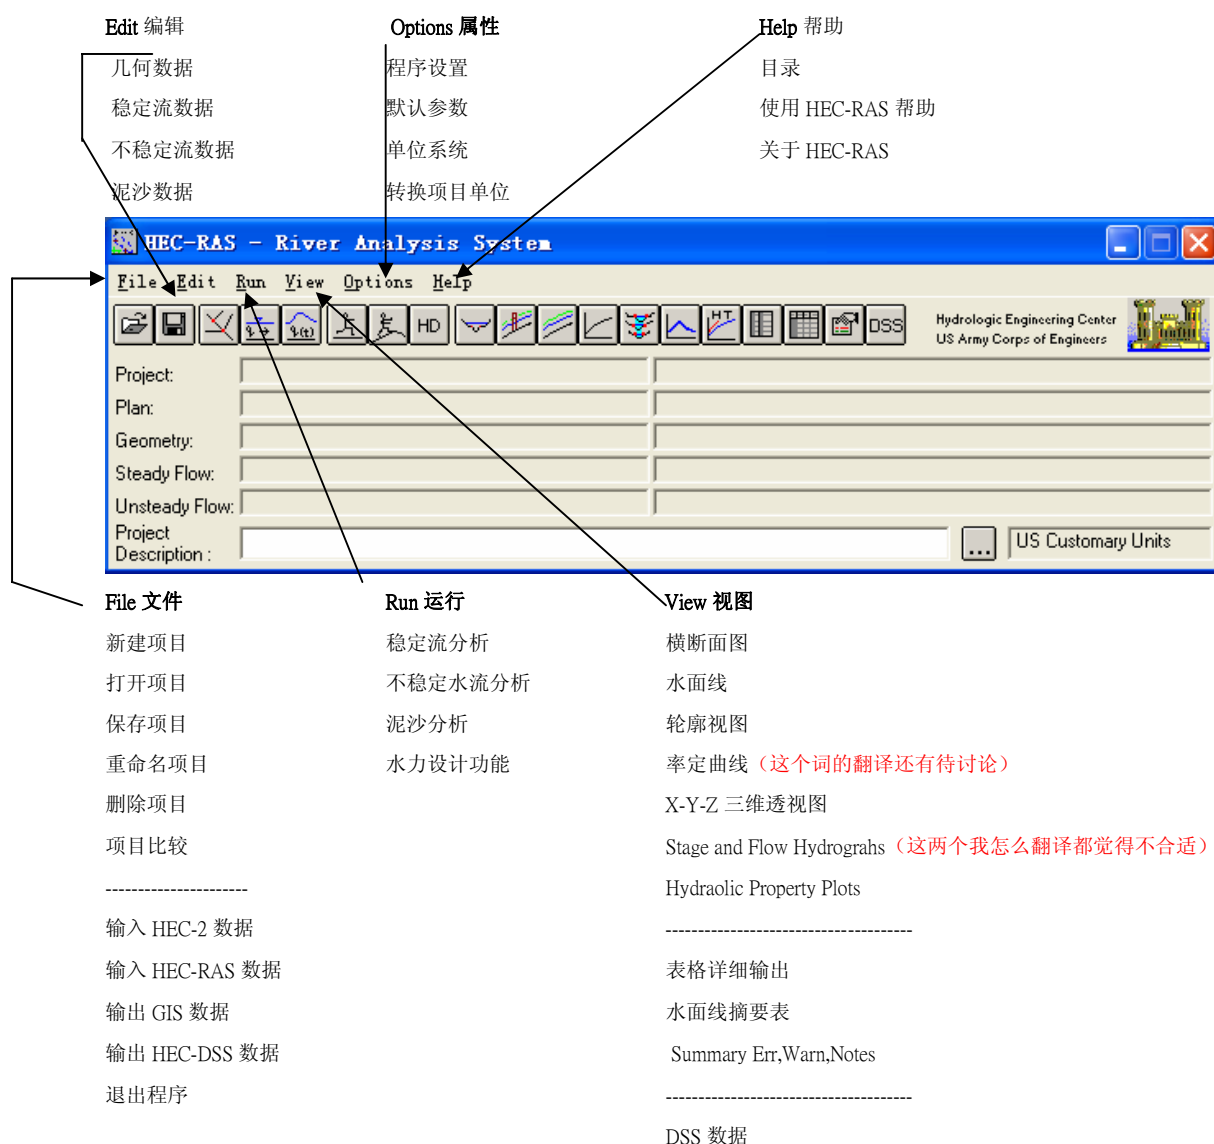 Edit 编辑
Options 属性
Help 帮助
几何数据
程序设置
目录
稳定流数据
默认参数
使用 HEC-RAS 帮助
不稳定流数据
单位系统
关于 HEC-RAS
泥沙数据
转换项目单位
HEC-RAS - River Analysis System
File Edit Run View Options Help
HD
HT
DSS
q(t)
Hydrologic Engineering Center
US Army Corps of Engineers
Project:
Plan:
Geometry:
Steady Flow:
Unsteady Flow:
Project
Description :
...
US Customary Units
File 文件
Run 运行
View 视图
新建项目
稳定流分析
横断面图
打开项目
不稳定水流分析
水面线
保存项目
泥沙分析
轮廓视图
重命名项目
水力设计功能
率定曲线（这个词的翻译还有待讨论）
删除项目
X-Y-Z 三维透视图
项目比较
Stage and Flow Hydrograhs（这两个我怎么翻译都觉得不合适）
----------------------
Hydraolic Property Plots
输入 HEC-2 数据
--------------------------------------
输入 HEC-RAS 数据
表格详细输出
输出 GIS 数据
水面线摘要表
输出 HEC-DSS 数据
Summary Err,Warn,Notes
退出程序
--------------------------------------
DSS 数据